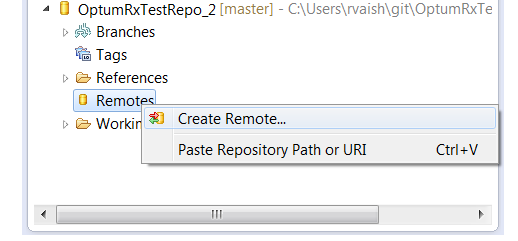 OptumRxTestRepo_2 [master] - C:\Users\rvaish\git\OptumRxTe
Branches
Tags
References
Remotes
Create Remote...
Workin
Paste Repository Path or URI Ctrl+V